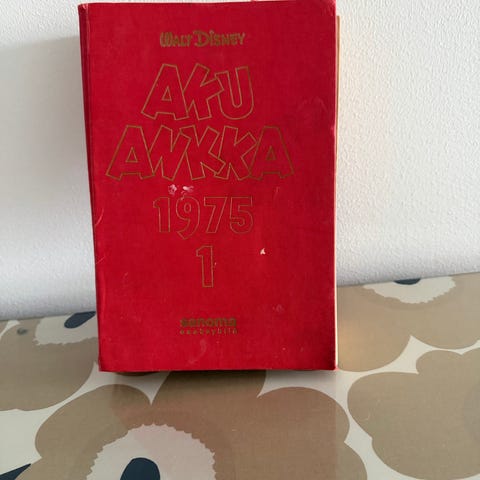 WALT DISNEY
AKU
ANKKA
1975
1
sanoma
osakeyhtiö